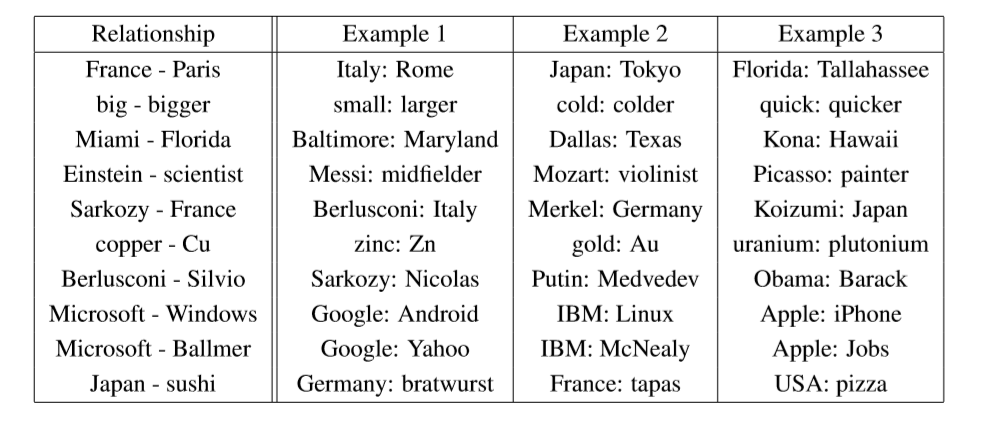 Relationship Example 1 Example 2 Example 3
France - Paris Italy: Rome Japan: Tokyo Florida: Tallahassee
big - bigger small: larger cold: colder quick: quicker
Miami - Florida Baltimore: Maryland Dallas: Texas Kona: Hawaii
Einstein - scientist Messi: midfielder Mozart: violinist Picasso: painter
Sarkozy - France Berlusconi: Italy Merkel: Germany Koizumi: Japan
copper - Cu zinc: Zn gold: Au uranium: plutonium
Berlusconi - Silvio Sarkozy: Nicolas Putin: Medvedev Obama: Barack
Microsoft - Windows Google: Android IBM: Linux Apple: iPhone
Microsoft - Ballmer Google: Yahoo IBM: McNealy Apple: Jobs
Japan - sushi Germany: bratwurst France: tapas USA: pizza